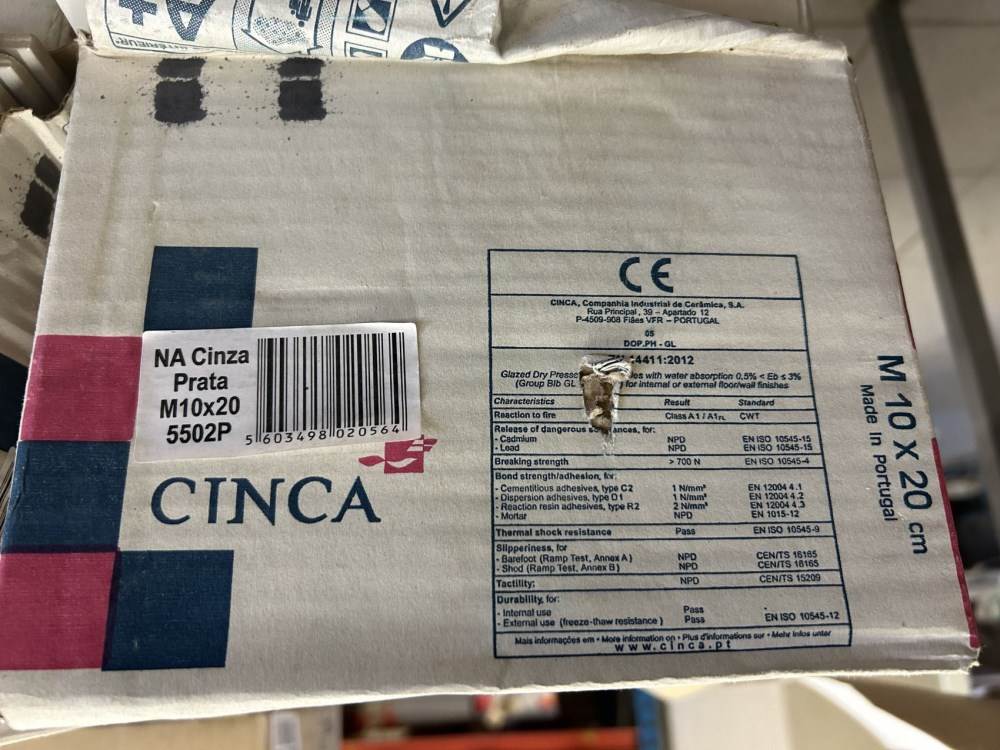 NA Cinza
Prata
M10x20
5502P
5 603498 020564
CINCA
CE
CINCA, Companhia Industrial de Cerâmica, S.A.
Rua Principal, 39 – Apartado 12
P-4509-908 Fiães VFR – PORTUGAL
05
DOP.PH - GL
14411:2012
Glazed Dry with water absorption 0,5% < Eb ≤ 3%
(Group BIb GL for internal or external floor/wall finishes
Characteristics Result Standard
Reaction to fire Class A1 / A1FL CWT
Release of dangerous for:
- Cadmium NPD EN ISO 10545-15
- Lead NPD EN ISO 10545-15
Breaking strength > 700 N EN ISO 10545-4
Bond strength/adhesion, for:
- Cementitious adhesives, type C2 1 N/mm² EN 12004 4.1
- Dispersion adhesives, type D1 1 N/mm² EN 12004 4.2
- Reaction resin adhesives, type R2 2 N/mm² EN 12004 4.3
- Mortar NPD EN 1015-12
Thermal shock resistance Pass EN ISO 10545-9
Slipperiness, for
- Barefoot (Ramp Test, Annex A) NPD CEN/TS 16165
- Shod (Ramp Test, Annex B) NPD CEN/TS 16165
Tactility: NPD CEN/TS 15209
Durability, for:
- Internal use Pass
- External use (freeze-thaw resistance) Pass EN ISO 10545-12
Mais informações em • More information on • Plus d'informations sur • Mehr Infos unter
www.cinca.pt
M 10 X 20 cm
Made in Portugal